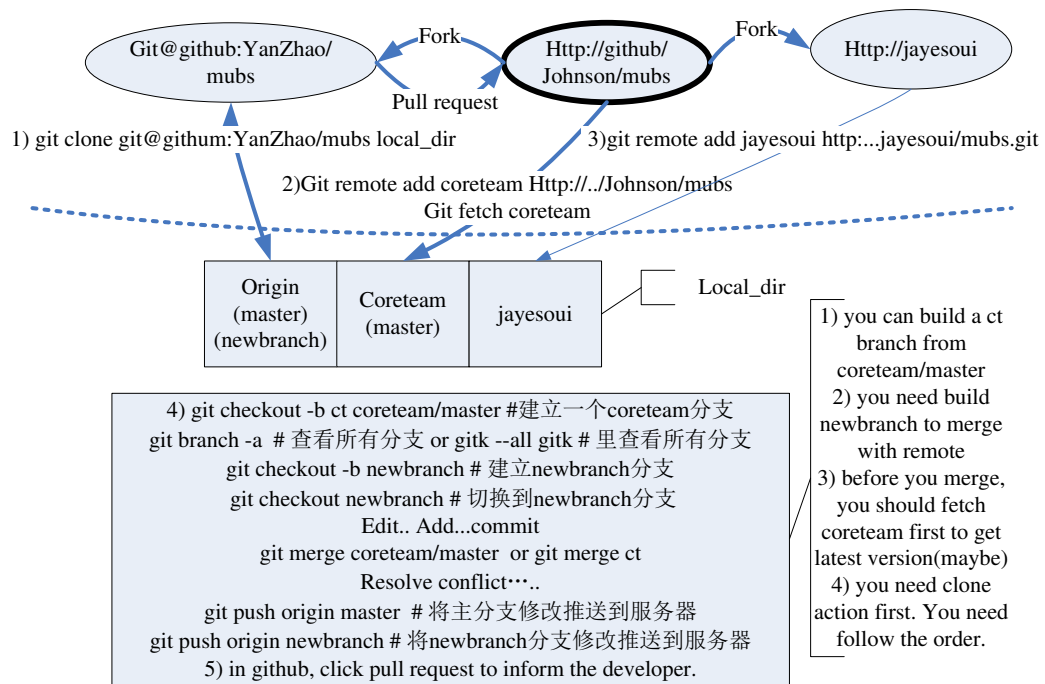 Git@github:YanZhao/
mubs
Fork
Pull request
Http://github/
Johnson/mubs
Fork
Http://jayesoui
1) git clone git@githum:YanZhao/mubs local_dir
3)git remote add jayesoui http:...jayesoui/mubs.git
2)Git remote add coreteam Http://../Johnson/mubs
Git fetch coreteam
Origin
(master)
(newbranch)
Coreteam
(master)
jayesoui
Local_dir
4) git checkout -b ct coreteam/master #建立一个coreteam分支
git branch -a # 查看所有分支 or gitk --all gitk # 里查看所有分支
git checkout -b newbranch # 建立newbranch分支
git checkout newbranch # 切换到newbranch分支
Edit.. Add...commit
git merge coreteam/master or git merge ct
Resolve conflict…..
git push origin master # 将主分支修改推送到服务器
git push origin newbranch # 将newbranch分支修改推送到服务器
5) in github, click pull request to inform the developer.
1) you can build a ct
branch from
coreteam/master
2) you need build
newbranch to merge
with remote
3) before you merge,
you should fetch
coreteam first to get
latest version(maybe)
4) you need clone
action first. You need
follow the order.